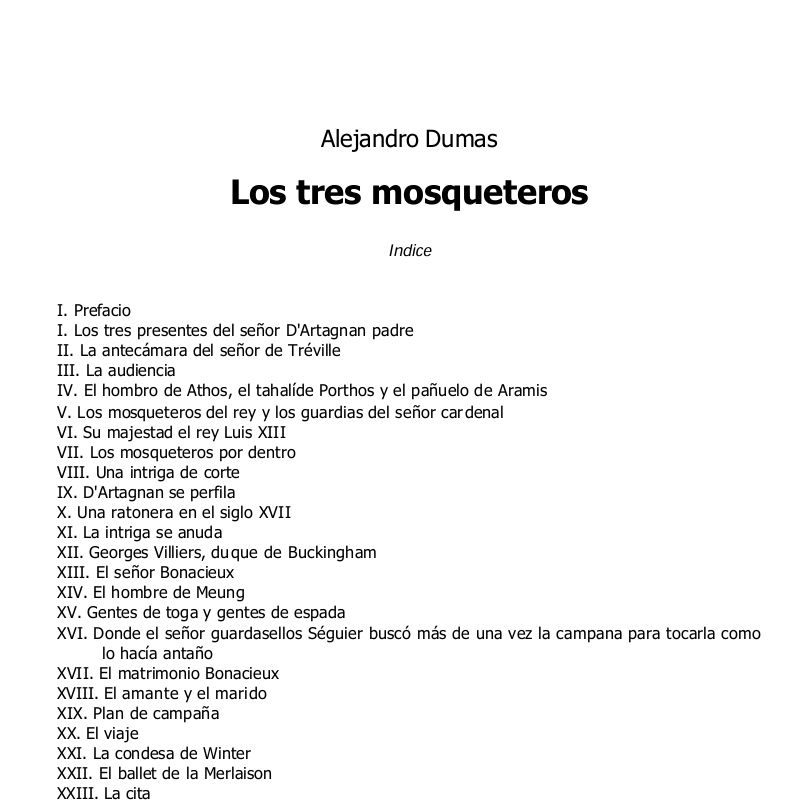 Alejandro Dumas
Los tres mosqueteros
Indice
I. Prefacio
I. Los tres presentes del señor D'Artagnan padre
II. La antecámara del señor de Tréville
III. La audiencia
IV. El hombro de Athos, el tahalíde Porthos y el pañuelo de Aramis
V. Los mosqueteros del rey y los guardias del señor cardenal
VI. Su majestad el rey Luis XIII
VII. Los mosqueteros por dentro
VIII. Una intriga de corte
IX. D'Artagnan se perfila
X. Una ratonera en el siglo XVII
XI. La intriga se anuda
XII. Georges Villiers, duque de Buckingham
XIII. El señor Bonacieux
XIV. El hombre de Meung
XV. Gentes de toga y gentes de espada
XVI. Donde el señor guardasellos Séguier buscó más de una vez la campana para tocarla como
lo hacía antaño
XVII. El matrimonio Bonacieux
XVIII. El amante y el marido
XIX. Plan de campaña
XX. El viaje
XXI. La condesa de Winter
XXII. El ballet de la Merlaison
XXIII. La cita